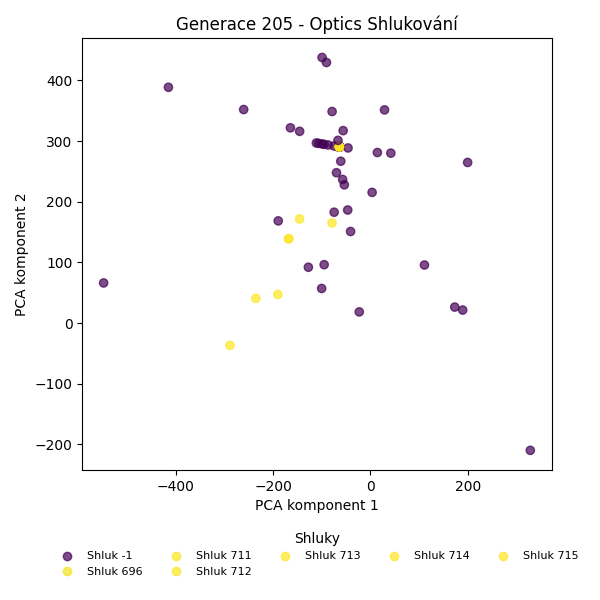 Generace 205 - Optics Shlukování
PCA komponent 2
400
300
200
100
0
−100
−200
−400
−200
0
200
PCA komponent 1
Shluky
Shluk -1
Shluk 711
Shluk 713
Shluk 714
Shluk 715
Shluk 696
Shluk 712